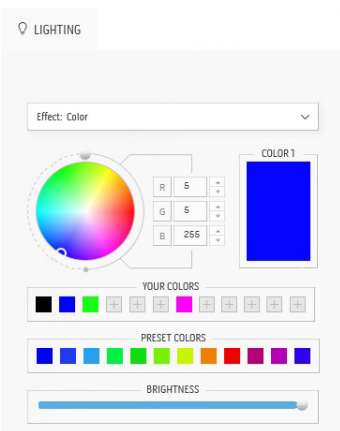 LIGHTING
Effect: Color
COLOR 1
R 5
G 5
B 255
YOUR COLORS
PRESET COLORS
BRIGHTNESS